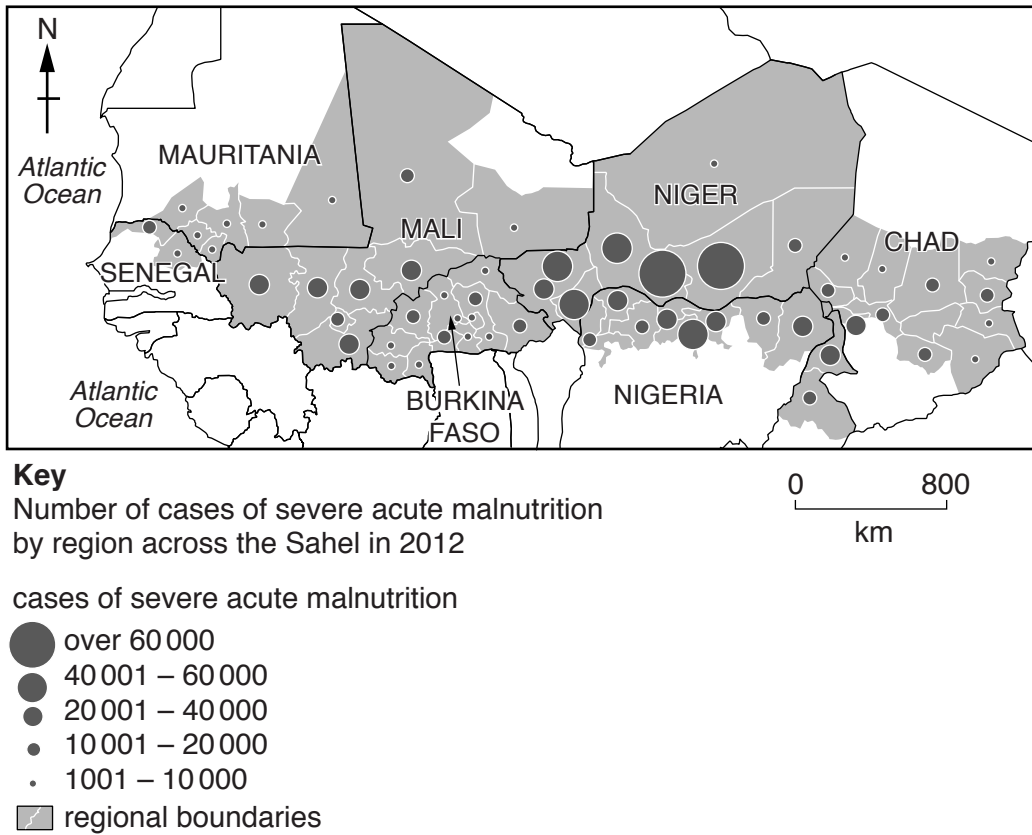 N
Atlantic
Ocean
MAURITANIA
MALI
NIGER
CHAD
SENEGAL
Atlantic
Ocean
BURKINA
FASO
NIGERIA
Key
Number of cases of severe acute malnutrition
by region across the Sahel in 2012
0 800
km
cases of severe acute malnutrition
over 60 000
40 001 – 60 000
20 001 – 40 000
10 001 – 20 000
1001 – 10 000
regional boundaries